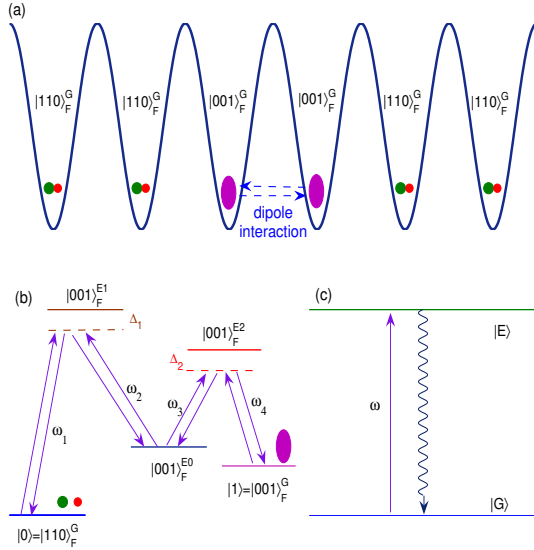 (a)
|110⟩_F^G |110⟩_F^G |001⟩_F^G |001⟩_F^G |110⟩_F^G |110⟩_F^G
dipole
interaction
(b)
|001⟩_F^E1
Δ_1
|001⟩_F^E2
Δ_2
ω_1
ω_2
ω_3
ω_4
|001⟩_F^E0
|1⟩=|001⟩_F^G
|0⟩=|110⟩_F^G
(c)
|E⟩
ω
|G⟩